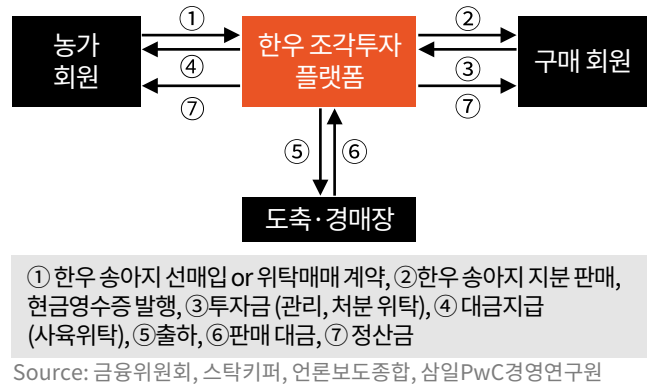 ①
②
농가
회원
한우 조각투자
플랫폼
구매 회원
④
③
⑦
⑦
⑤
⑥
도축·경매장
① 한우 송아지 선매입 or 위탁매매 계약, ②한우 송아지 지분 판매,
현금영수증 발행, ③투자금 (관리, 처분 위탁), ④ 대금지급
(사육위탁), ⑤출하, ⑥판매 대금, ⑦ 정산금
Source: 금융위원회, 스탁키퍼, 언론보도종합, 삼일PwC경영연구원